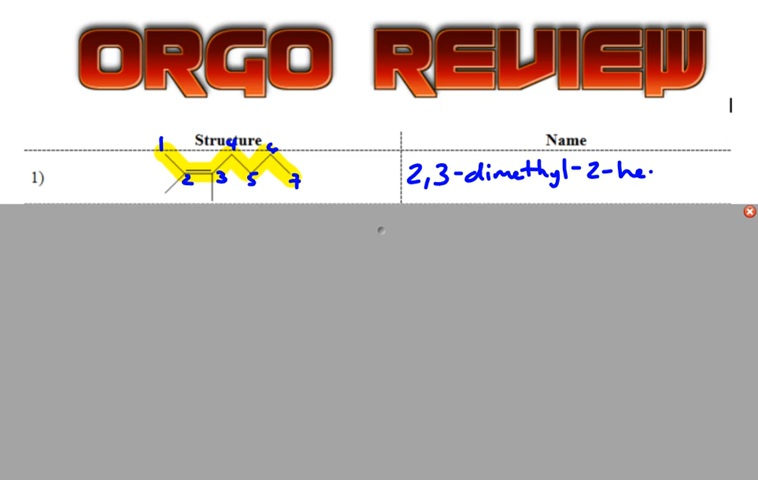 ORGO REVIEW
Structure
Name
1)
1
2
3
4
5
6
7
2,3-dimethyl-2-he